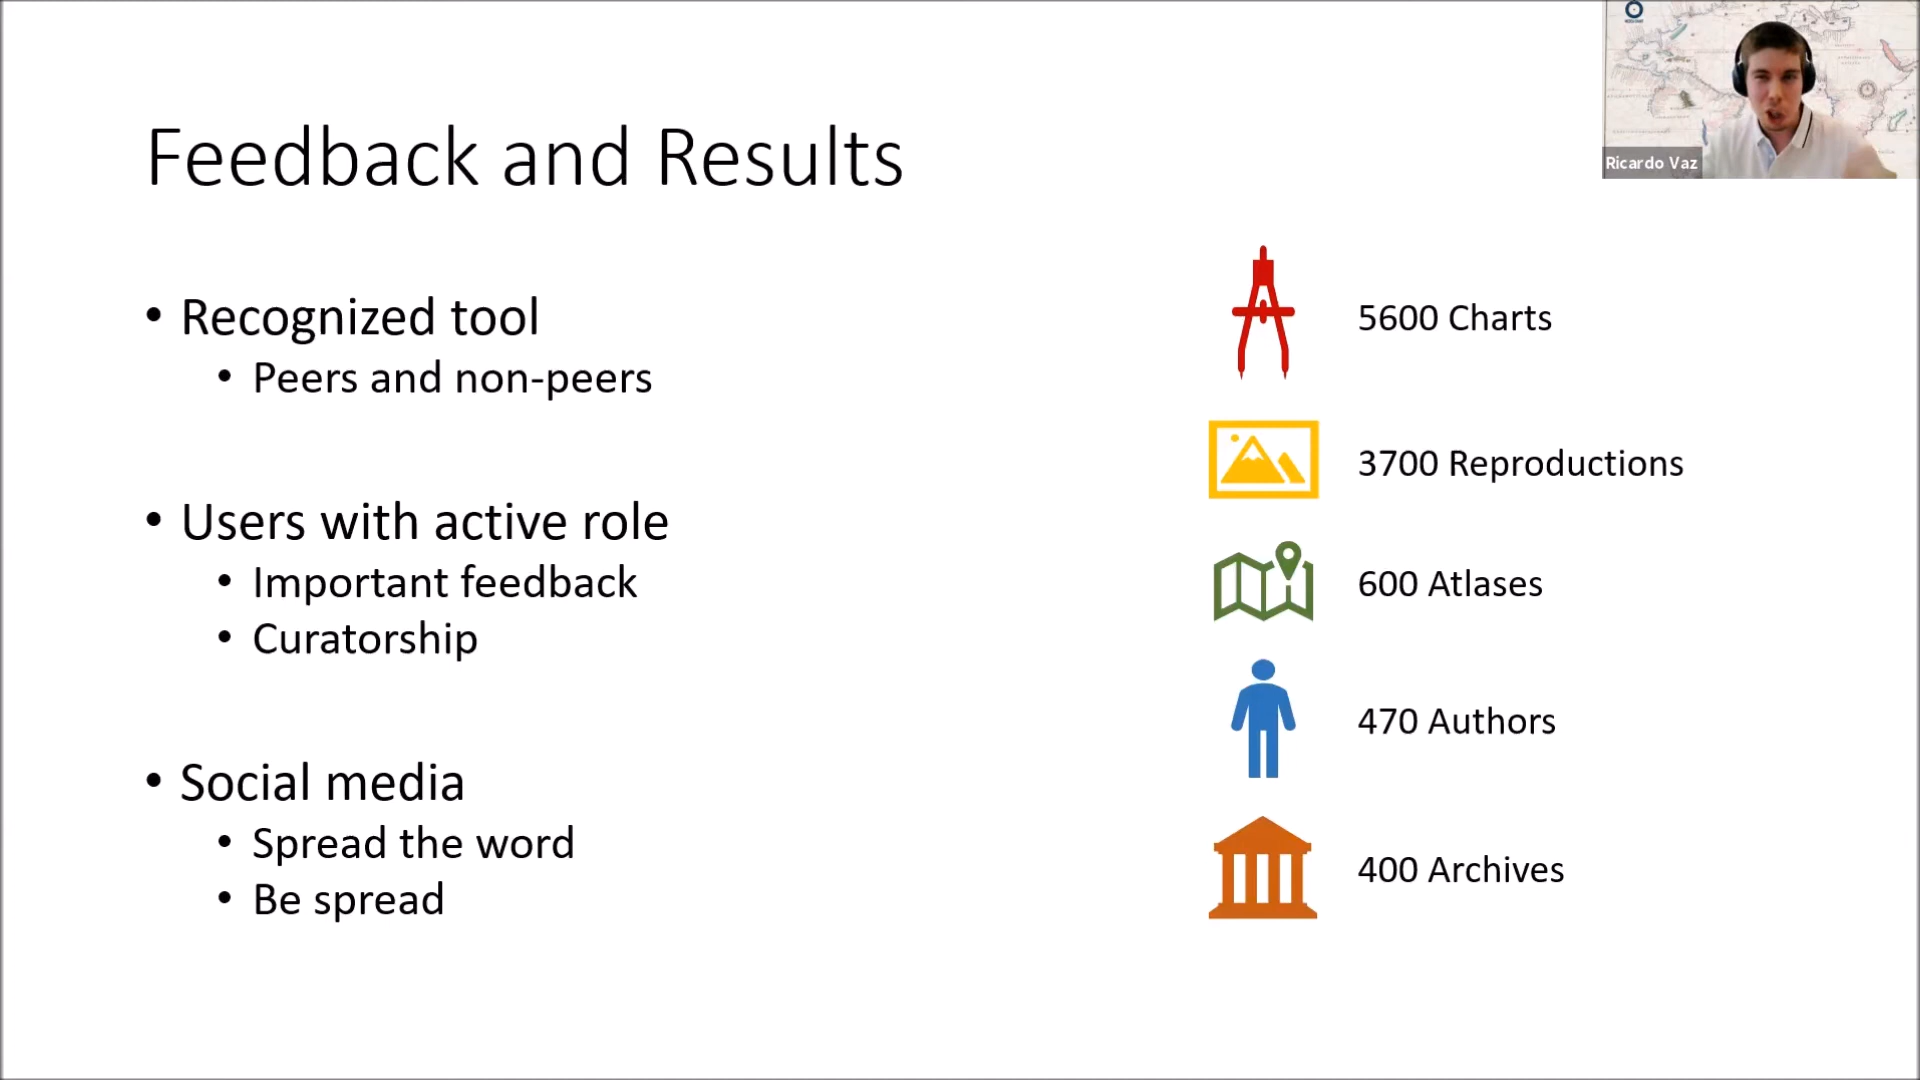 Feedback and Results
• Recognized tool
• Peers and non-peers
• Users with active role
• Important feedback
• Curatorship
• Social media
• Spread the word
• Be spread
5600 Charts
3700 Reproductions
600 Atlases
470 Authors
400 Archives
Ricardo Vaz